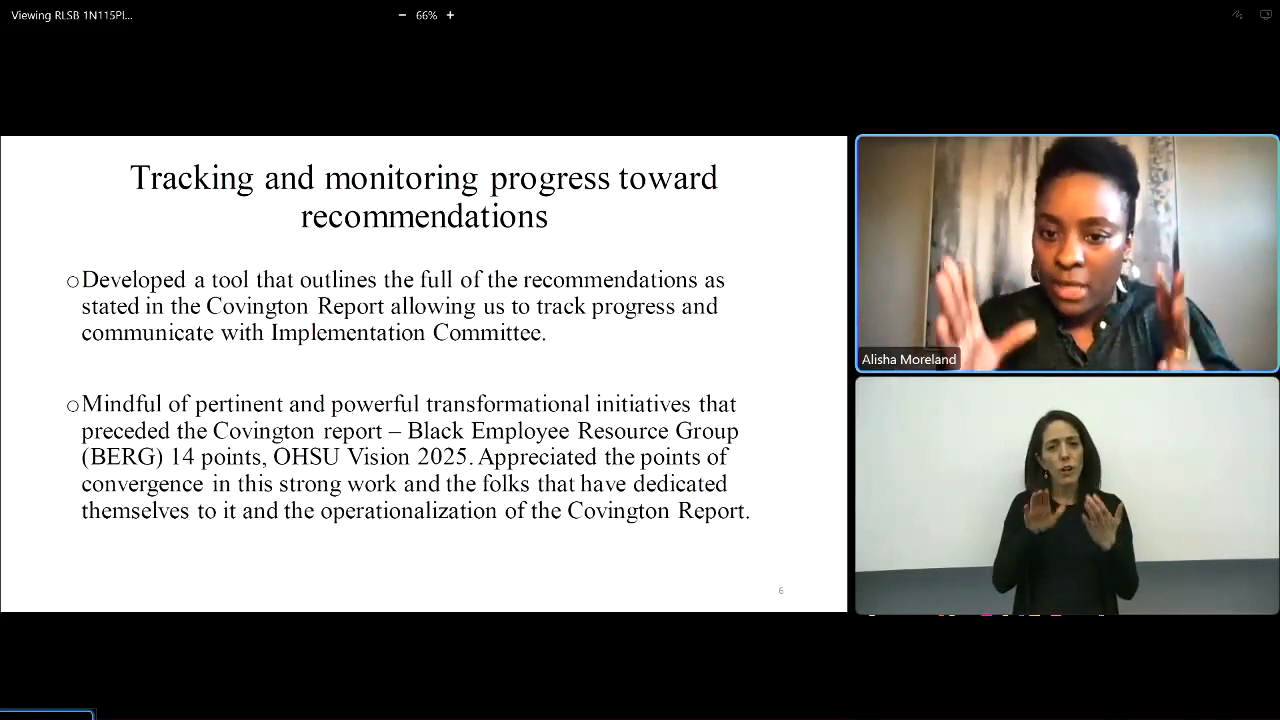 Viewing RLSB 1N115Pl...
− 66% +
Tracking and monitoring progress toward
recommendations
○Developed a tool that outlines the full of the recommendations as
stated in the Covington Report allowing us to track progress and
communicate with Implementation Committee.
○Mindful of pertinent and powerful transformational initiatives that
preceded the Covington report – Black Employee Resource Group
(BERG) 14 points, OHSU Vision 2025. Appreciated the points of
convergence in this strong work and the folks that have dedicated
themselves to it and the operationalization of the Covington Report.
6
Alisha Moreland